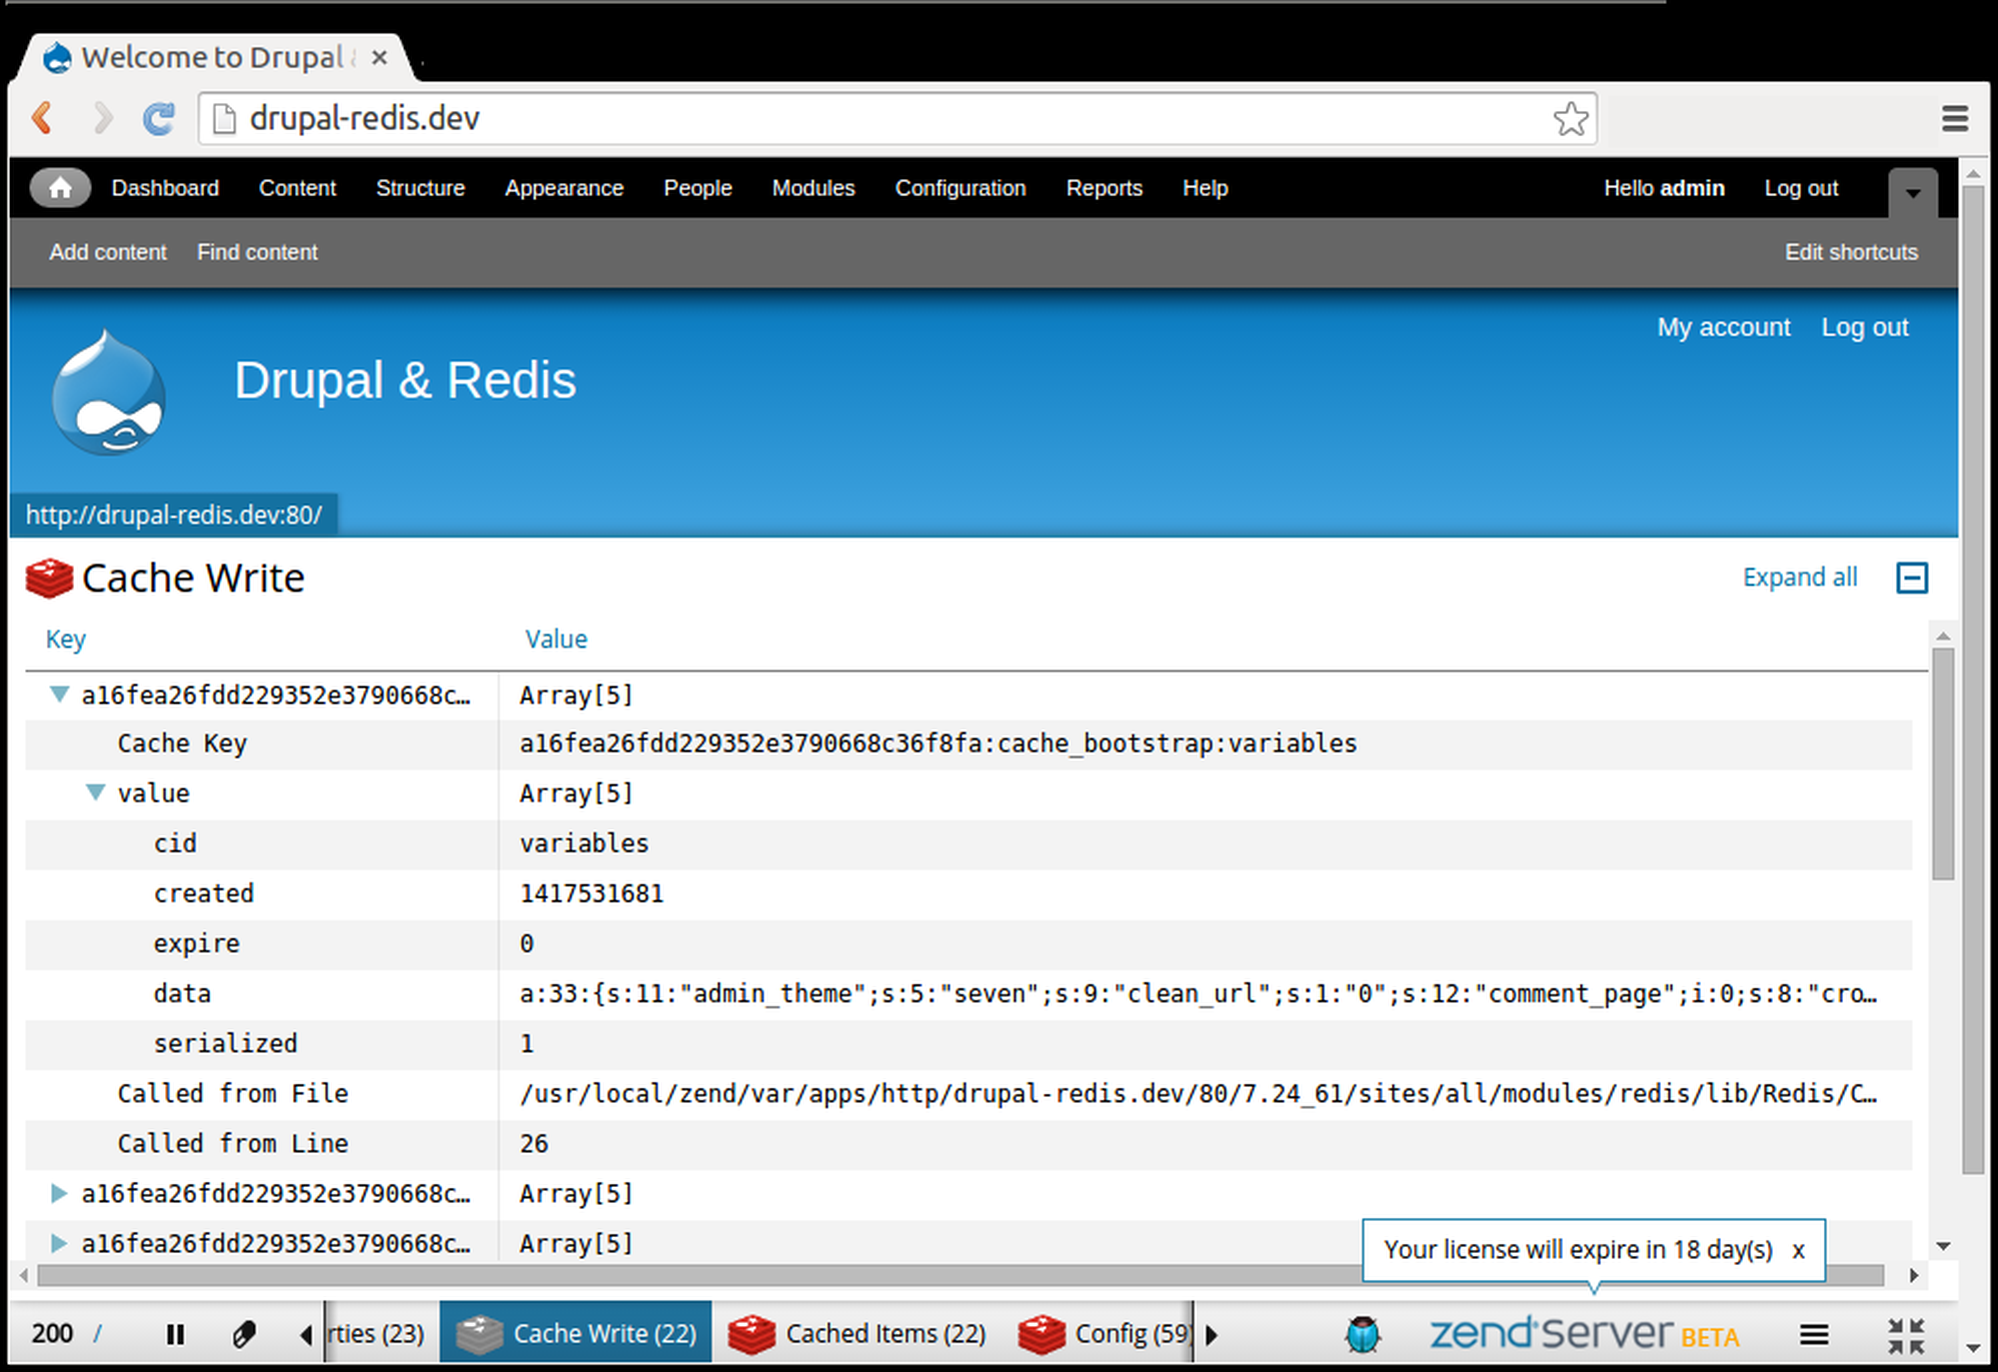 Welcome to Drupal
drupal-redis.dev
Dashboard Content Structure Appearance People Modules Configuration Reports Help Hello admin Log out
Add content Find content Edit shortcuts
My account Log out
Drupal & Redis
http://drupal-redis.dev:80/
Cache Write Expand all
Key Value
a16fea26fdd229352e3790668c… Array[5]
Cache Key a16fea26fdd229352e3790668c36f8fa:cache_bootstrap:variables
value Array[5]
cid variables
created 1417531681
expire 0
data a:33:{s:11:"admin_theme";s:5:"seven";s:9:"clean_url";s:1:"0";s:12:"comment_page";i:0;s:8:"cro…
serialized 1
Called from File /usr/local/zend/var/apps/http/drupal-redis.dev/80/7.24_61/sites/all/modules/redis/lib/Redis/C…
Called from Line 26
a16fea26fdd229352e3790668c… Array[5]
a16fea26fdd229352e3790668c… Array[5]
Your license will expire in 18 day(s) x
200 / rties (23) Cache Write (22) Cached Items (22) Config (59) zend Server BETA